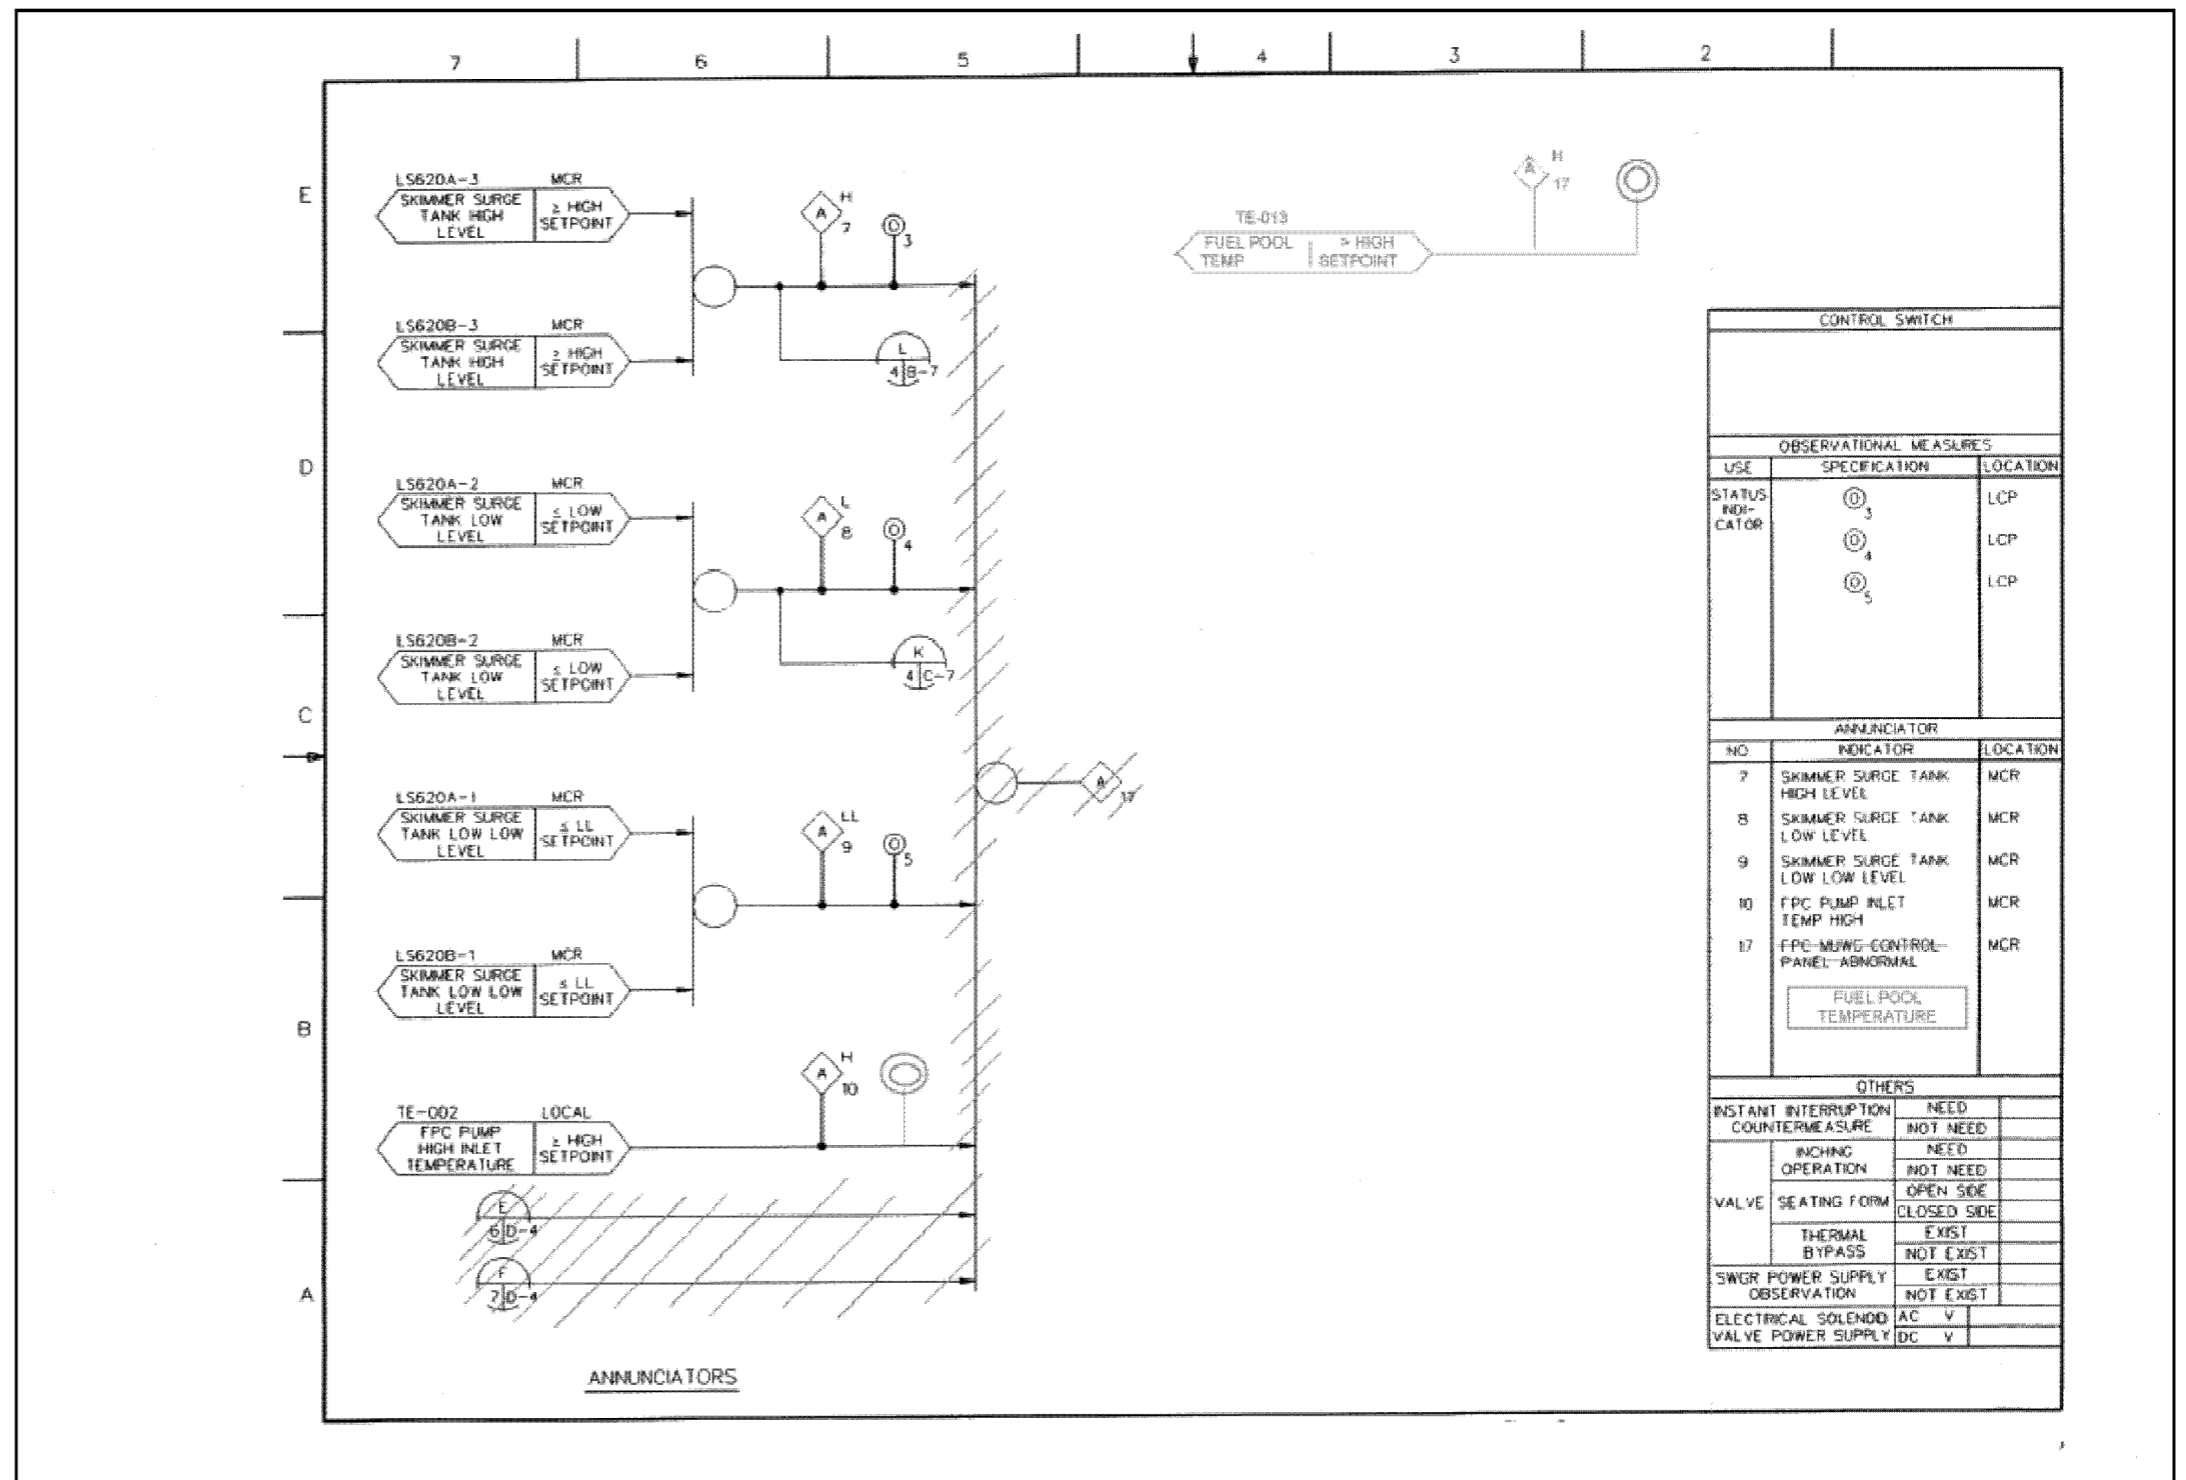 7 6 5 4 3 2
E
D
C
B
A
LS620A-3 MCR
SKIMMER SURGE
TANK HIGH
LEVEL
≥ HIGH
SETPOINT
A
H
7
O
3
LS620B-3 MCR
SKIMMER SURGE
TANK HIGH
LEVEL
≥ HIGH
SETPOINT
L
4 B-7
LS620A-2 MCR
SKIMMER SURGE
TANK LOW
LEVEL
≤ LOW
SETPOINT
A
L
8
O
4
LS620B-2 MCR
SKIMMER SURGE
TANK LOW
LEVEL
≤ LOW
SETPOINT
K
4 C-7
LS620A-1 MCR
SKIMMER SURGE
TANK LOW LOW
LEVEL
≤ LL
SETPOINT
A
LL
9
O
5
LS620B-1 MCR
SKIMMER SURGE
TANK LOW LOW
LEVEL
≤ LL
SETPOINT
TE-002 LOCAL
FPC PUMP
HIGH INLET
TEMPERATURE
≥ HIGH
SETPOINT
A
H
10
E
6 D-4
F
7 D-4
A
17
ANNUNCIATORS
TE-013
FUEL POOL
TEMP
> HIGH
SETPOINT
A
H
17
CONTROL SWITCH
OBSERVATIONAL MEASURES
USE SPECIFICATION LOCATION
STATUS
INDI-
CATOR
O 3 LCP
O 4 LCP
O 5 LCP
ANNUNCIATOR
NO INDICATOR LOCATION
7 SKIMMER SURGE TANK MCR
HIGH LEVEL
8 SKIMMER SURGE TANK MCR
LOW LEVEL
9 SKIMMER SURGE TANK MCR
LOW LOW LEVEL
10 FPC PUMP INLET MCR
TEMP HIGH
17 FPC MUWG CONTROL MCR
PANEL ABNORMAL
FUEL POOL
TEMPERATURE
OTHERS
INSTANT INTERRUPTION
COUNTERMEASURE
NEED
NOT NEED
VALVE
INCHING
OPERATION
NEED
NOT NEED
SEATING FORM
OPEN SIDE
CLOSED SIDE
THERMAL
BYPASS
EXIST
NOT EXIST
SWGR POWER SUPPLY
OBSERVATION
EXIST
NOT EXIST
ELECTRICAL SOLENOID
VALVE POWER SUPPLY
AC V
DC V